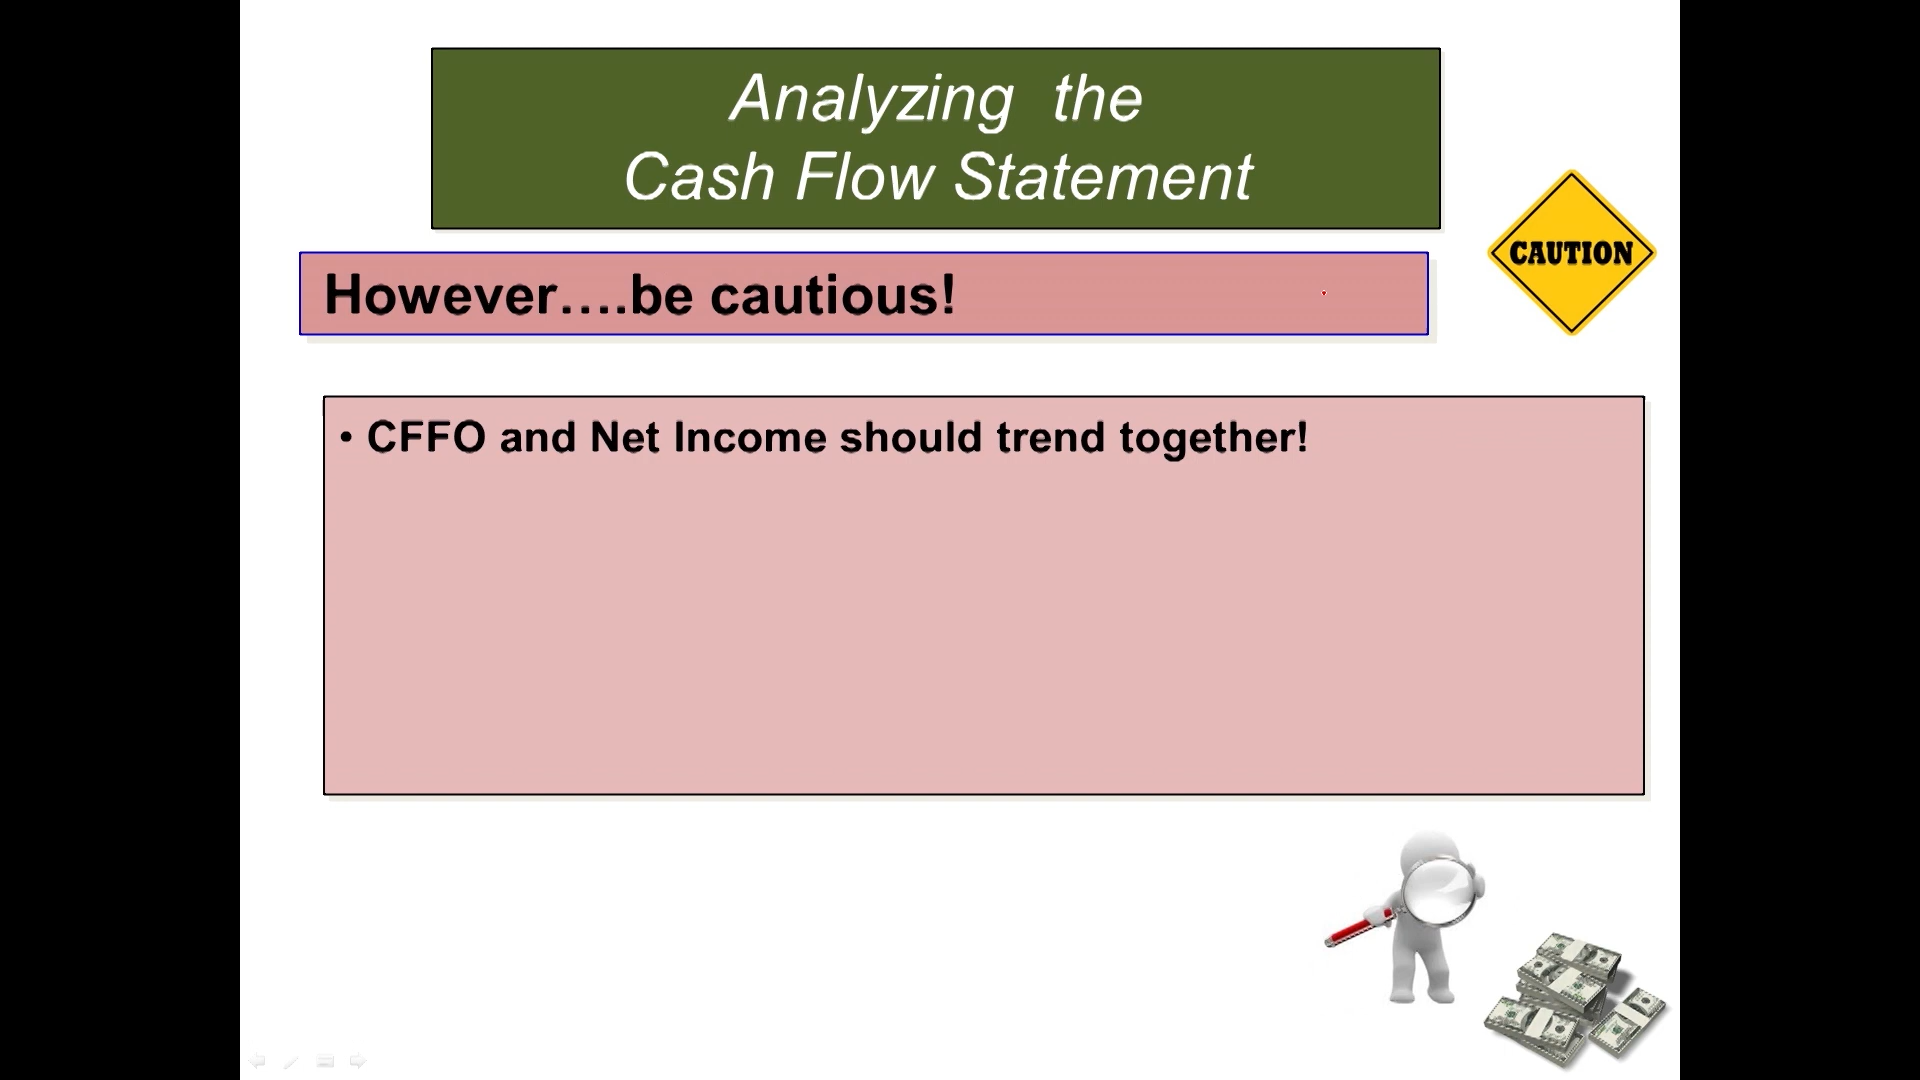 Analyzing the
Cash Flow Statement
However….be cautious!
CAUTION
• CFFO and Net Income should trend together!